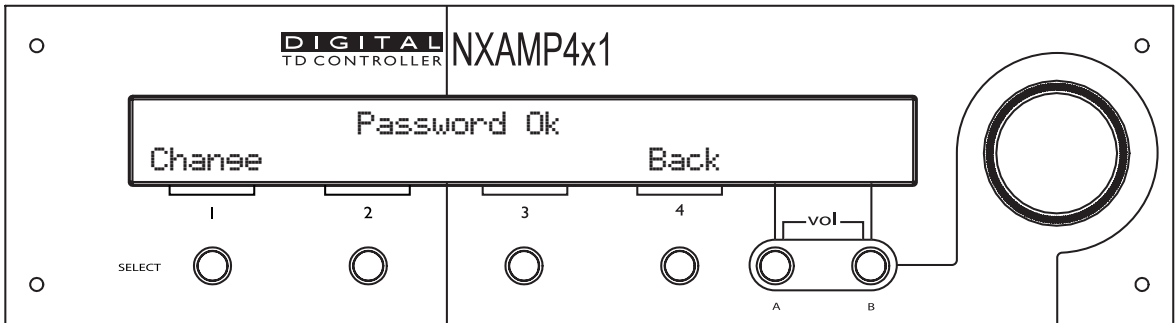 DIGITAL
TD CONTROLLER
NXAMP4x1
Password Ok
Change Back
1 2 3 4
vol
SELECT
A B